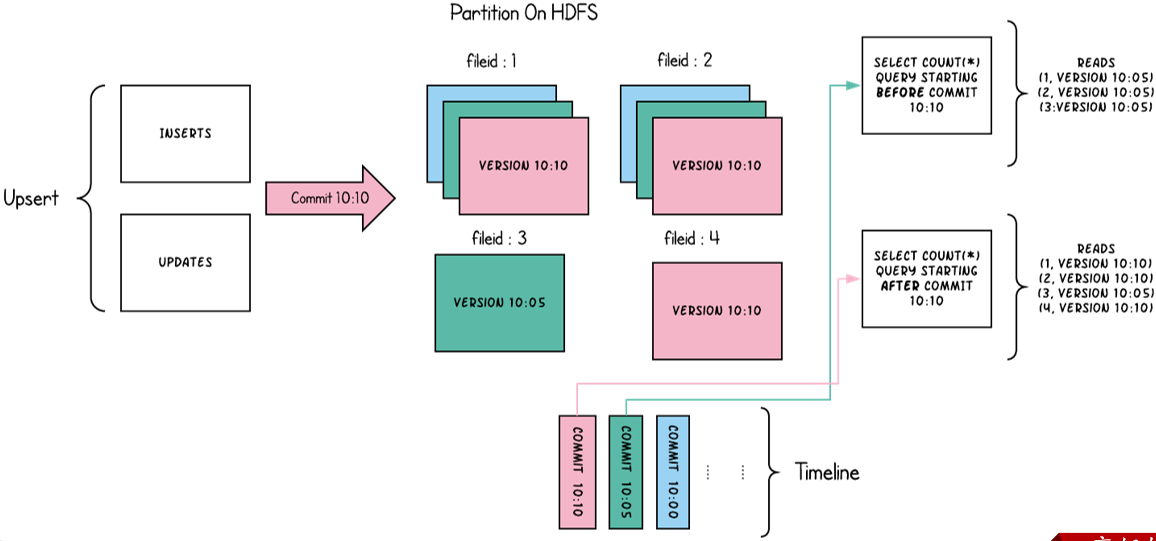 Partition On HDFS
Upsert
INSERTS
UPDATES
Commit 10:10
fileid : 1
VERSION 10:10
fileid : 2
VERSION 10:10
fileid : 3
VERSION 10:05
fileid : 4
VERSION 10:10
SELECT COUNT(*)
QUERY STARTING
BEFORE COMMIT
10:10
READS
(1, VERSION 10:05)
(2, VERSION 10:05)
(3:VERSION 10:05)
SELECT COUNT(*)
QUERY STARTING
AFTER COMMIT
10:10
READS
(1, VERSION 10:10)
(2, VERSION 10:10)
(3, VERSION 10:05)
(4, VERSION 10:10)
COMMIT 10:10
COMMIT 10:05
COMMIT 10:00
Timeline